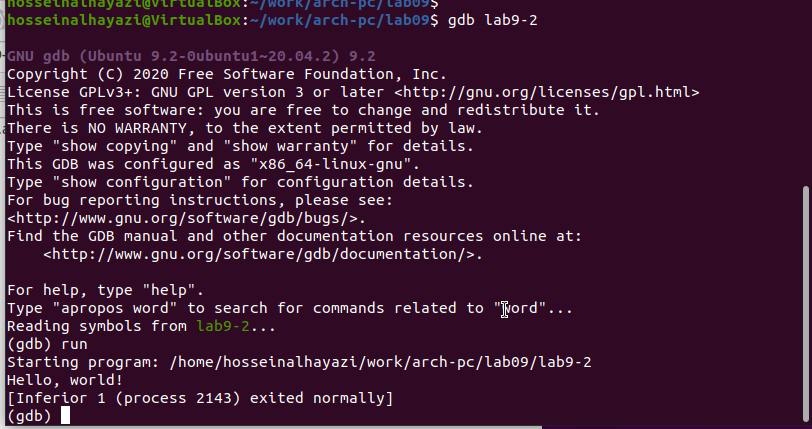 hosseinalhayazi@VirtualBox:~/work/arch-pc/lab09$
hosseinalhayazi@VirtualBox:~/work/arch-pc/lab09$ gdb lab9-2
GNU gdb (Ubuntu 9.2-0ubuntu1~20.04.2) 9.2
Copyright (C) 2020 Free Software Foundation, Inc.
License GPLv3+: GNU GPL version 3 or later <http://gnu.org/licenses/gpl.html>
This is free software: you are free to change and redistribute it.
There is NO WARRANTY, to the extent permitted by law.
Type "show copying" and "show warranty" for details.
This GDB was configured as "x86_64-linux-gnu".
Type "show configuration" for configuration details.
For bug reporting instructions, please see:
<http://www.gnu.org/software/gdb/bugs/>.
Find the GDB manual and other documentation resources online at:
    <http://www.gnu.org/software/gdb/documentation/>.
For help, type "help".
Type "apropos word" to search for commands related to "word"...
Reading symbols from lab9-2...
(gdb) run
Starting program: /home/hosseinalhayazi/work/arch-pc/lab09/lab9-2
Hello, world!
[Inferior 1 (process 2143) exited normally]
(gdb)